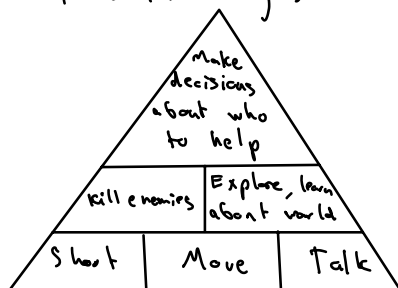 Make
decisions
about who
to help
Kill enemies
Explore, learn
about world
Shoot
Move
Talk